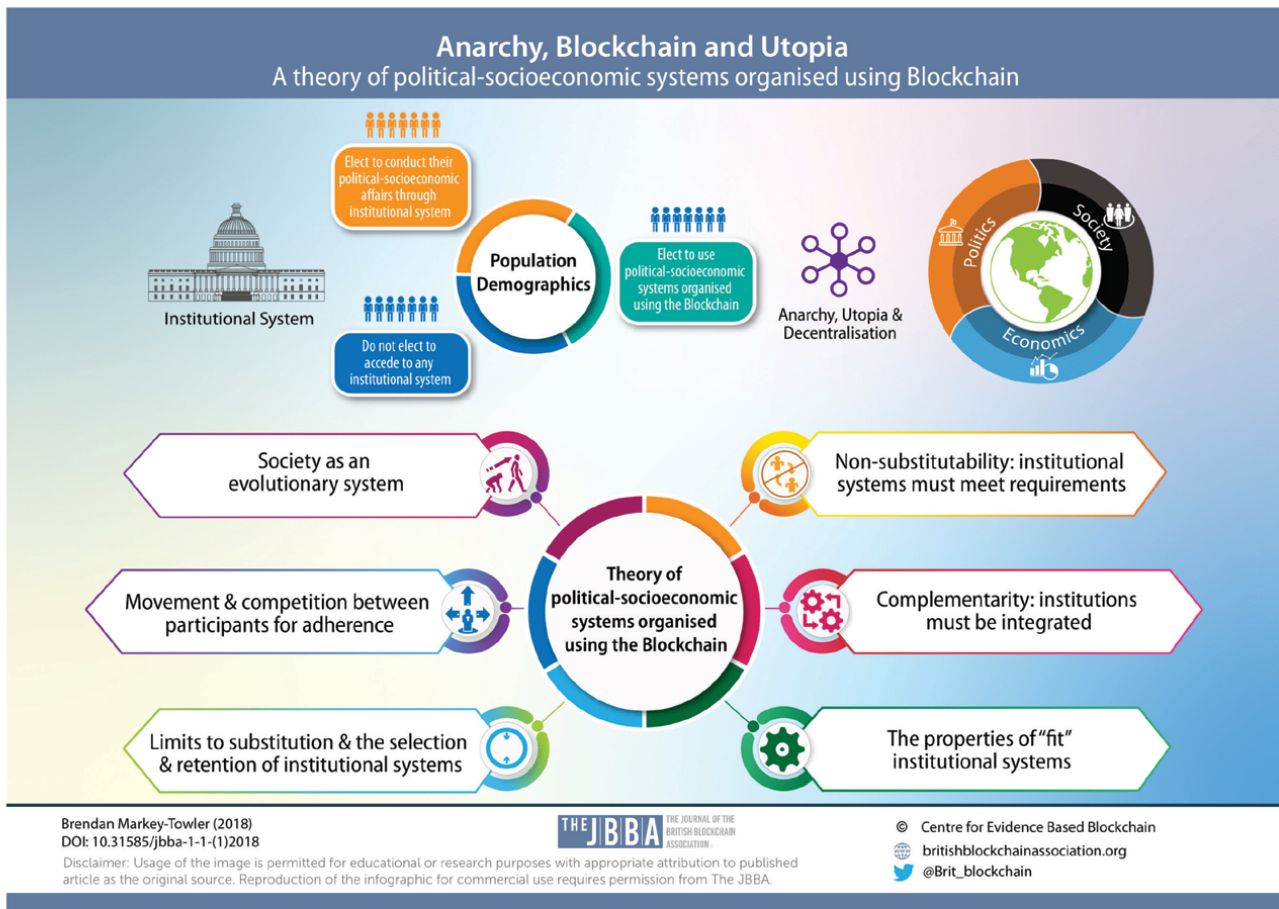 Anarchy, Blockchain and Utopia
A theory of political-socioeconomic systems organised using Blockchain
Institutional System
Elect to conduct their
political-socioeconomic
affairs through
institutional system
Do not elect to
accede to any
institutional system
Population
Demographics
Elect to use
political-socioeconomic
systems organised
using the Blockchain
Anarchy, Utopia &
Decentralisation
Politics
Society
Economics
Society as an
evolutionary system
Movement & competition between
participants for adherence
Limits to substitution & the selection
& retention of institutional systems
Theory of
political-socioeconomic
systems organised
using the Blockchain
Non-substitutability: institutional
systems must meet requirements
Complementarity: institutions
must be integrated
The properties of “fit”
institutional systems
Brendan Markey-Towler (2018)
DOI: 10.31585/jbba-1-1-(1)2018
Disclaimer: Usage of the image is permitted for educational or research purposes with appropriate attribution to published
article as the original source. Reproduction of the infographic for commercial use requires permission from The JBBA.
THE JBBA
THE JOURNAL OF THE
BRITISH BLOCKCHAIN
ASSOCIATION
© Centre for Evidence Based Blockchain
britishblockchainassociation.org
@Brit_blockchain